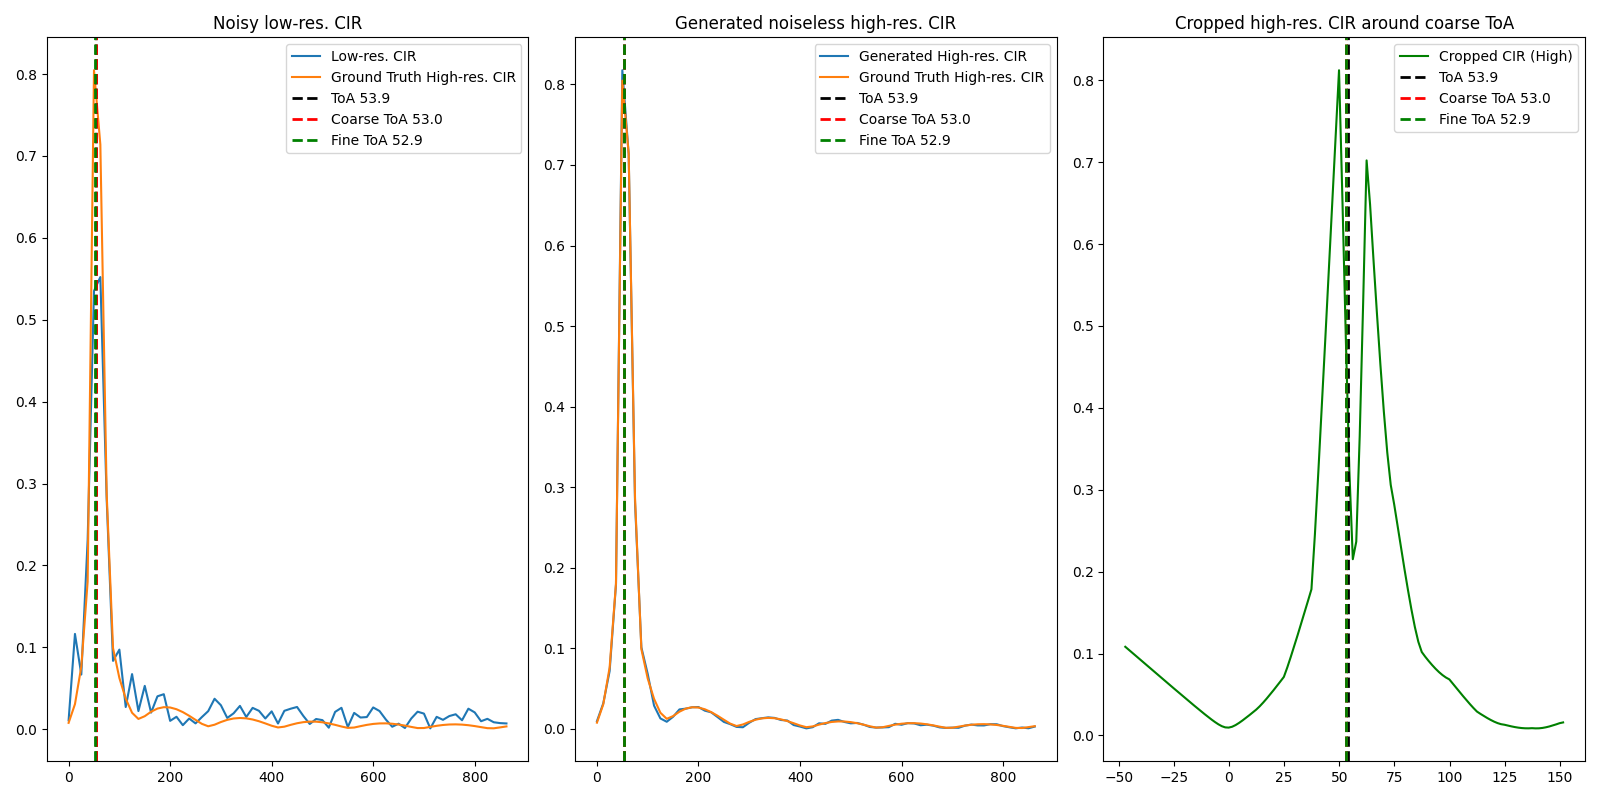 Noisy low-res. CIR
Low-res. CIR
Ground Truth High-res. CIR
ToA 53.9
Coarse ToA 53.0
Fine ToA 52.9
0.8
0.7
0.6
0.5
0.4
0.3
0.2
0.1
0.0
0 200 400 600 800
Generated noiseless high-res. CIR
Generated High-res. CIR
Ground Truth High-res. CIR
ToA 53.9
Coarse ToA 53.0
Fine ToA 52.9
0.8
0.7
0.6
0.5
0.4
0.3
0.2
0.1
0.0
0 200 400 600 800
Cropped high-res. CIR around coarse ToA
Cropped CIR (High)
ToA 53.9
Coarse ToA 53.0
Fine ToA 52.9
0.8
0.7
0.6
0.5
0.4
0.3
0.2
0.1
0.0
−50 −25 0 25 50 75 100 125 150